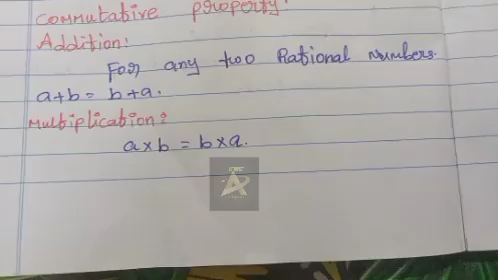 Commutative property:
Addition:
For any two Rational Numbers.
a+b = b+a.
Multiplication:
a×b = b×a.